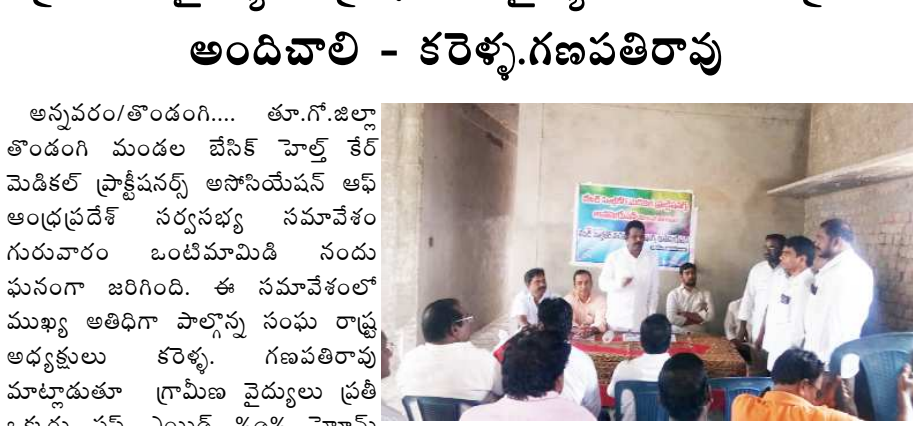 అందిచాలి - కరెళ్ళ.గణపతిరావు
అన్నవరం/తొండంగి.... తూ.గో.జిల్లా
తొండంగి మండల బేసిక్ హెల్త్ కేర్
మెడికల్ ప్రాక్టీషనర్స్ అసోసియేషన్ ఆఫ్
ఆంధ్రప్రదేశ్ సర్వసభ్య సమావేశం
గురువారం ఒంటిమామిడి నందు
ఘనంగా జరిగింది. ఈ సమావేశంలో
ముఖ్య అతిధిగా పాల్గొన్న సంఘ రాష్ట్ర
అధ్యక్షులు కరెళ్ళ. గణపతిరావు
మాట్లాడుతూ గ్రామీణ వైద్యులు ప్రతీ